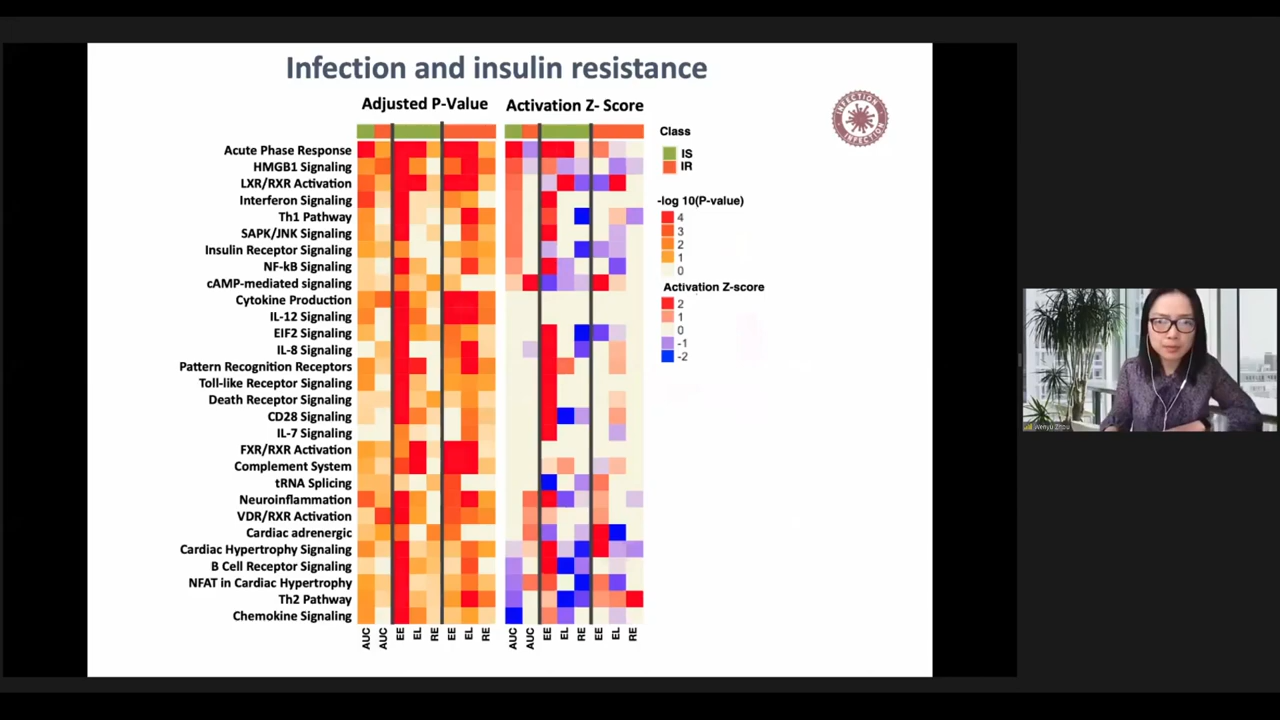 Infection and insulin resistance
Adjusted P-Value
Activation Z- Score
INFECTION
INFECTION
Class
IS
IR
-log 10(P-value)
4
3
2
1
0
Activation Z-score
2
1
0
-1
-2
Acute Phase Response
HMGB1 Signaling
LXR/RXR Activation
Interferon Signaling
Th1 Pathway
SAPK/JNK Signaling
Insulin Receptor Signaling
NF-kB Signaling
cAMP-mediated signaling
Cytokine Production
IL-12 Signaling
EIF2 Signaling
IL-8 Signaling
Pattern Recognition Receptors
Toll-like Receptor Signaling
Death Receptor Signaling
CD28 Signaling
IL-7 Signaling
FXR/RXR Activation
Complement System
tRNA Splicing
Neuroinflammation
VDR/RXR Activation
Cardiac adrenergic
Cardiac Hypertrophy Signaling
B Cell Receptor Signaling
NFAT in Cardiac Hypertrophy
Th2 Pathway
Chemokine Signaling
AUC AUC EE EL RE EE EL RE
AUC AUC EE EL RE EE EL RE
Wenyu Zhou